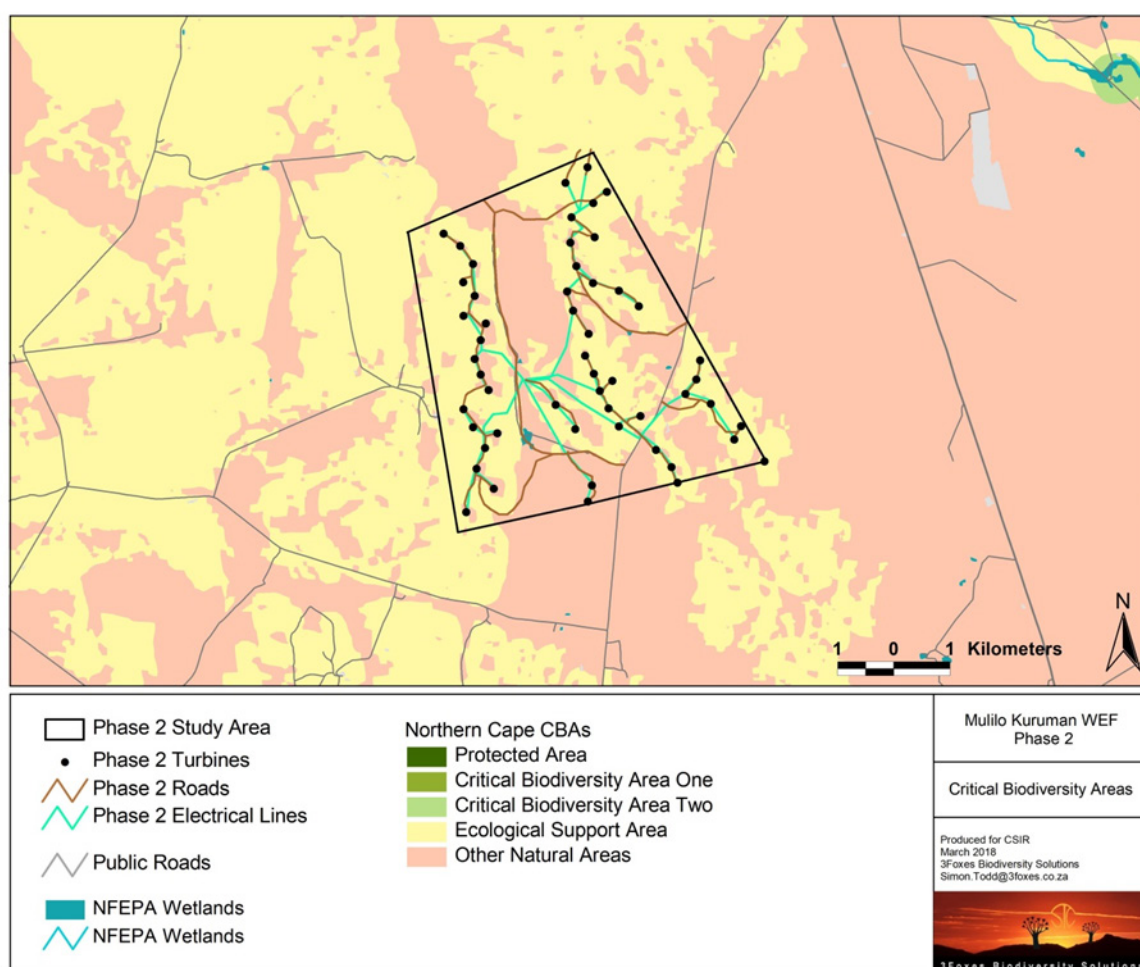 N
1 0 1 Kilometers
Phase 2 Study Area
Phase 2 Turbines
Phase 2 Roads
Phase 2 Electrical Lines
Public Roads
NFEPA Wetlands
NFEPA Wetlands
Northern Cape CBAs
Protected Area
Critical Biodiversity Area One
Critical Biodiversity Area Two
Ecological Support Area
Other Natural Areas
Mulilo Kuruman WEF
Phase 2
Critical Biodiversity Areas
Produced for CSIR
March 2018
3Foxes Biodiversity Solutions
Simon.Todd@3foxes.co.za
3Foxes Biodiversity Solutions